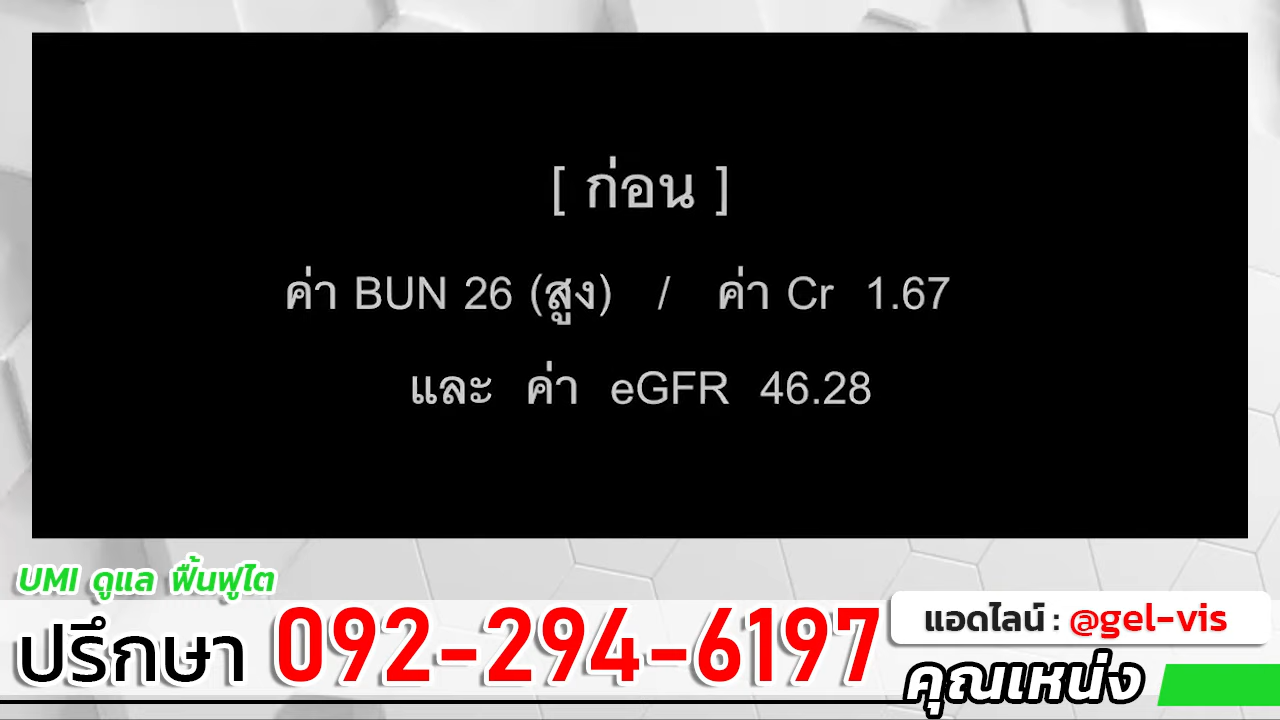 [ ก่อน ]
ค่า BUN 26 (สูง) / ค่า Cr 1.67
และ ค่า eGFR 46.28
UMI ดูแล ฟื้นฟูไต
ปรึกษา 092-294-6197
แอดไลน์ : @gel-vis
คุณเหน่ง